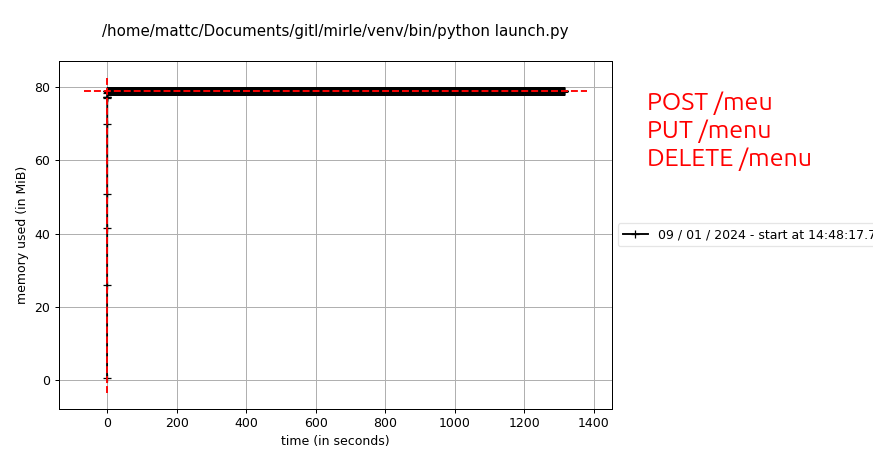 /home/mattc/Documents/gitl/mirle/venv/bin/python launch.py
80
60
40
20
0
memory used (in MiB)
0 200 400 600 800 1000 1200 1400
time (in seconds)
POST /meu
PUT /menu
DELETE /menu
09 / 01 / 2024 - start at 14:48:17.7